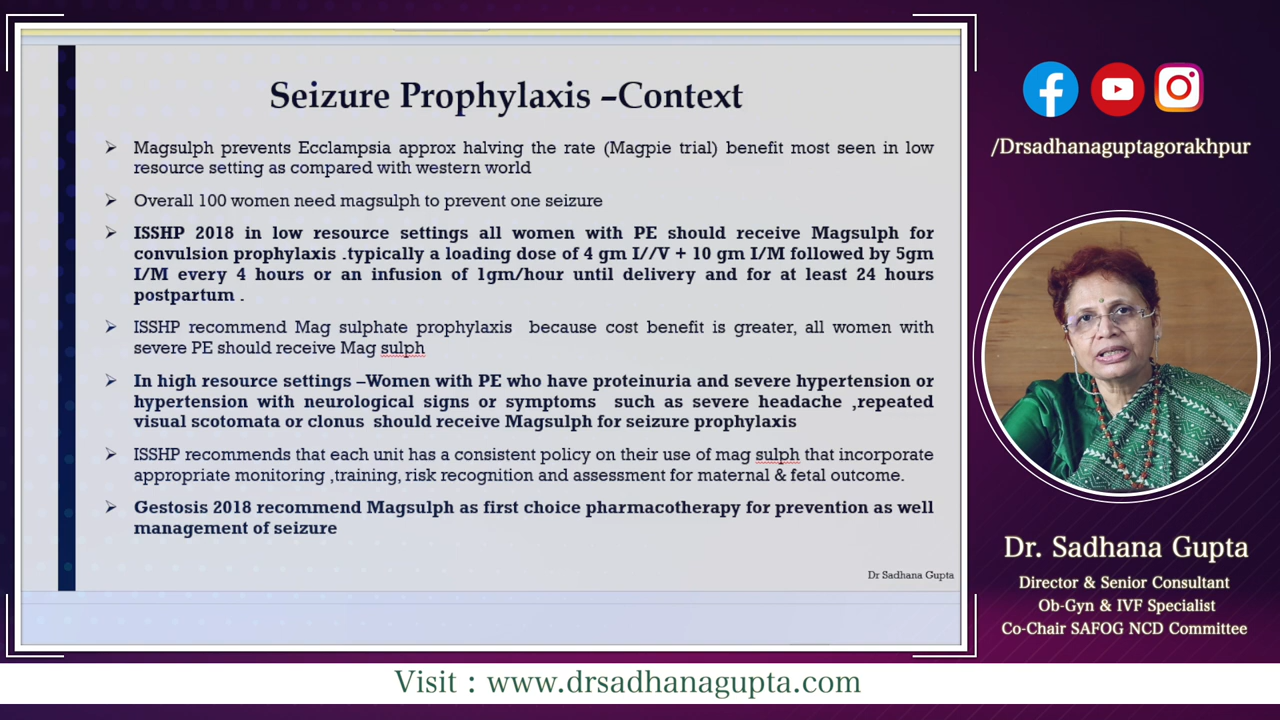 Seizure Prophylaxis –Context
Magsulph prevents Ecclampsia approx halving the rate (Magpie trial) benefit most seen in low
resource setting as compared with western world
Overall 100 women need magsulph to prevent one seizure
ISSHP 2018 in low resource settings all women with PE should receive Magsulph for
convulsion prophylaxis .typically a loading dose of 4 gm I//V + 10 gm I/M followed by 5gm
I/M every 4 hours or an infusion of 1gm/hour until delivery and for at least 24 hours
postpartum .
ISSHP recommend Mag sulphate prophylaxis because cost benefit is greater, all women with
severe PE should receive Mag sulph
In high resource settings –Women with PE who have proteinuria and severe hypertension or
hypertension with neurological signs or symptoms such as severe headache ,repeated
visual scotomata or clonus should receive Magsulph for seizure prophylaxis
ISSHP recommends that each unit has a consistent policy on their use of mag sulph that incorporate
appropriate monitoring ,training, risk recognition and assessment for maternal & fetal outcome.
Gestosis 2018 recommend Magsulph as first choice pharmacotherapy for prevention as well
management of seizure
Dr Sadhana Gupta
/Drsadhanaguptagorakhpur
Dr. Sadhana Gupta
Director & Senior Consultant
Ob-Gyn & IVF Specialist
Co-Chair SAFOG NCD Committee
Visit : www.drsadhanagupta.com